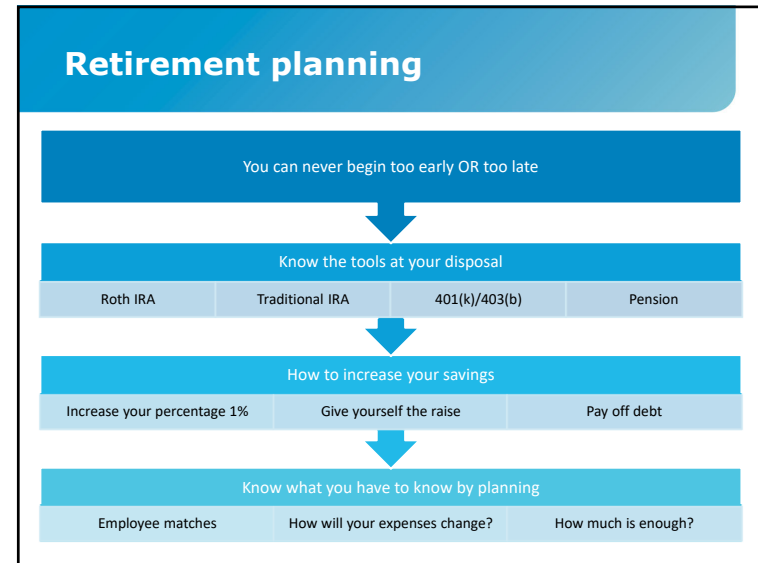 Retirement planning
You can never begin too early OR too late
Know the tools at your disposal
Roth IRA
Traditional IRA
401(k)/403(b)
Pension
How to increase your savings
Increase your percentage 1%
Give yourself the raise
Pay off debt
Know what you have to know by planning
Employee matches
How will your expenses change?
How much is enough?